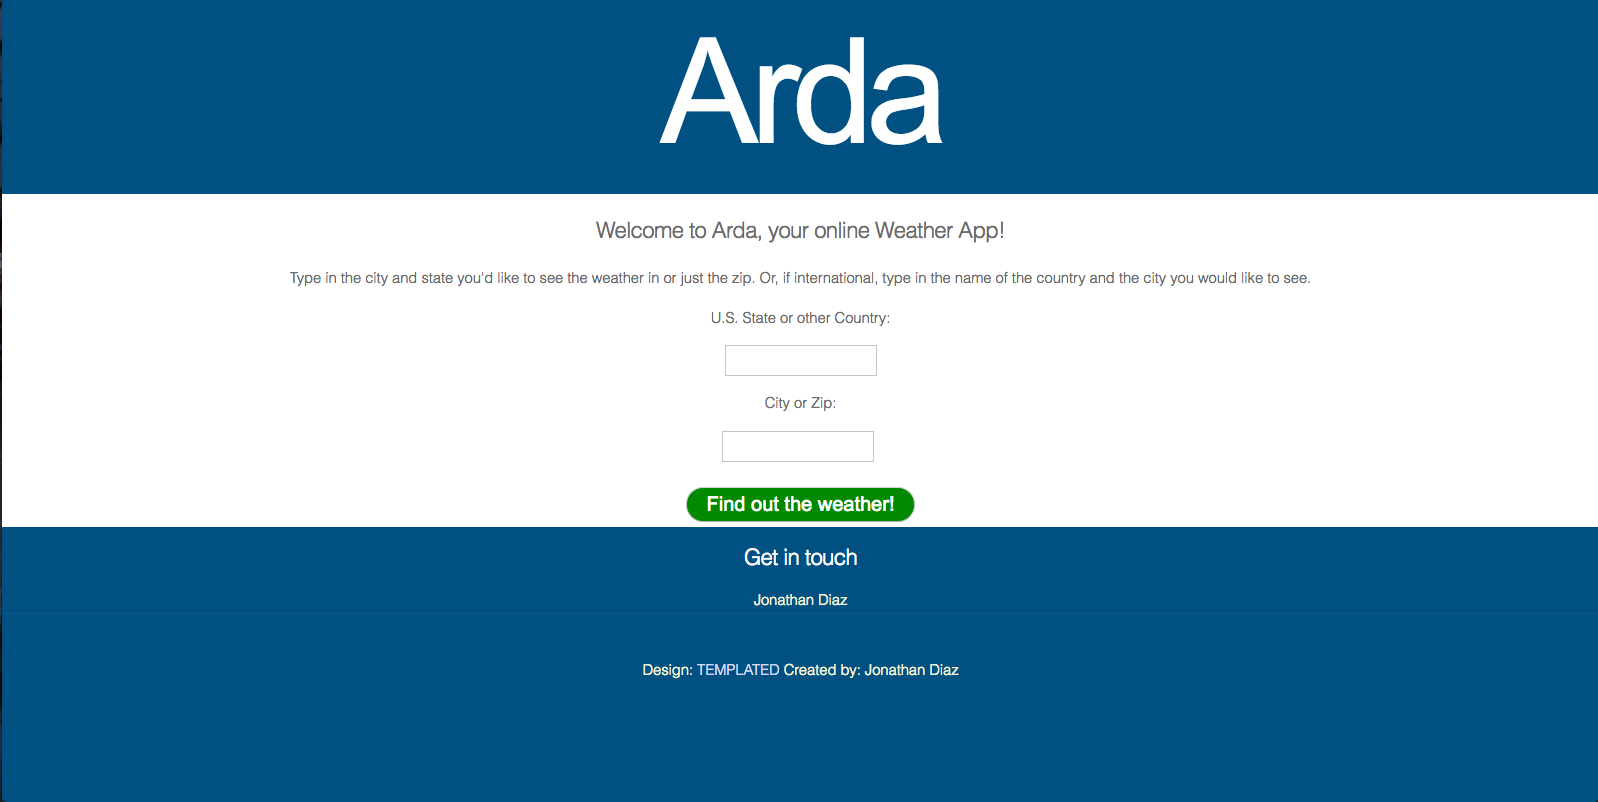 Arda
Welcome to Arda, your online Weather App!
Type in the city and state you'd like to see the weather in or just the zip. Or, if international, type in the name of the country and the city you would like to see.
U.S. State or other Country:
City or Zip:
Find out the weather!
Get in touch
Jonathan Diaz
Design: TEMPLATED Created by: Jonathan Diaz